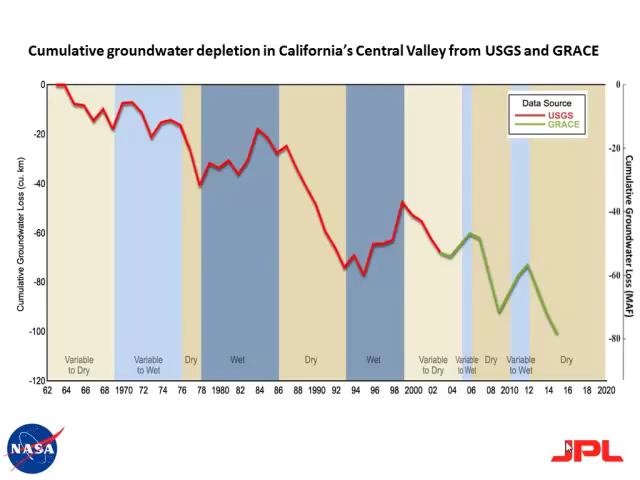 Cumulative groundwater depletion in California's Central Valley from USGS and GRACE
Cumulative Groundwater Loss (cu. km)
0
-20
-40
-60
-80
-100
-120
Data Source
USGS
GRACE
0
-20
-40
-60
-80
Cumulative Groundwater Loss (MAF)
Variable to Dry
Variable to Wet
Dry
Wet
Dry
Wet
Variable to Dry
Variable to Wet
Dry
Variable to Wet
Dry
62 64 66 68 1970 72 74 76 78 1980 82 84 86 88 1990 92 94 96 98 2000 02 04 06 08 2010 12 14 16 18 2020
NASA
JPL